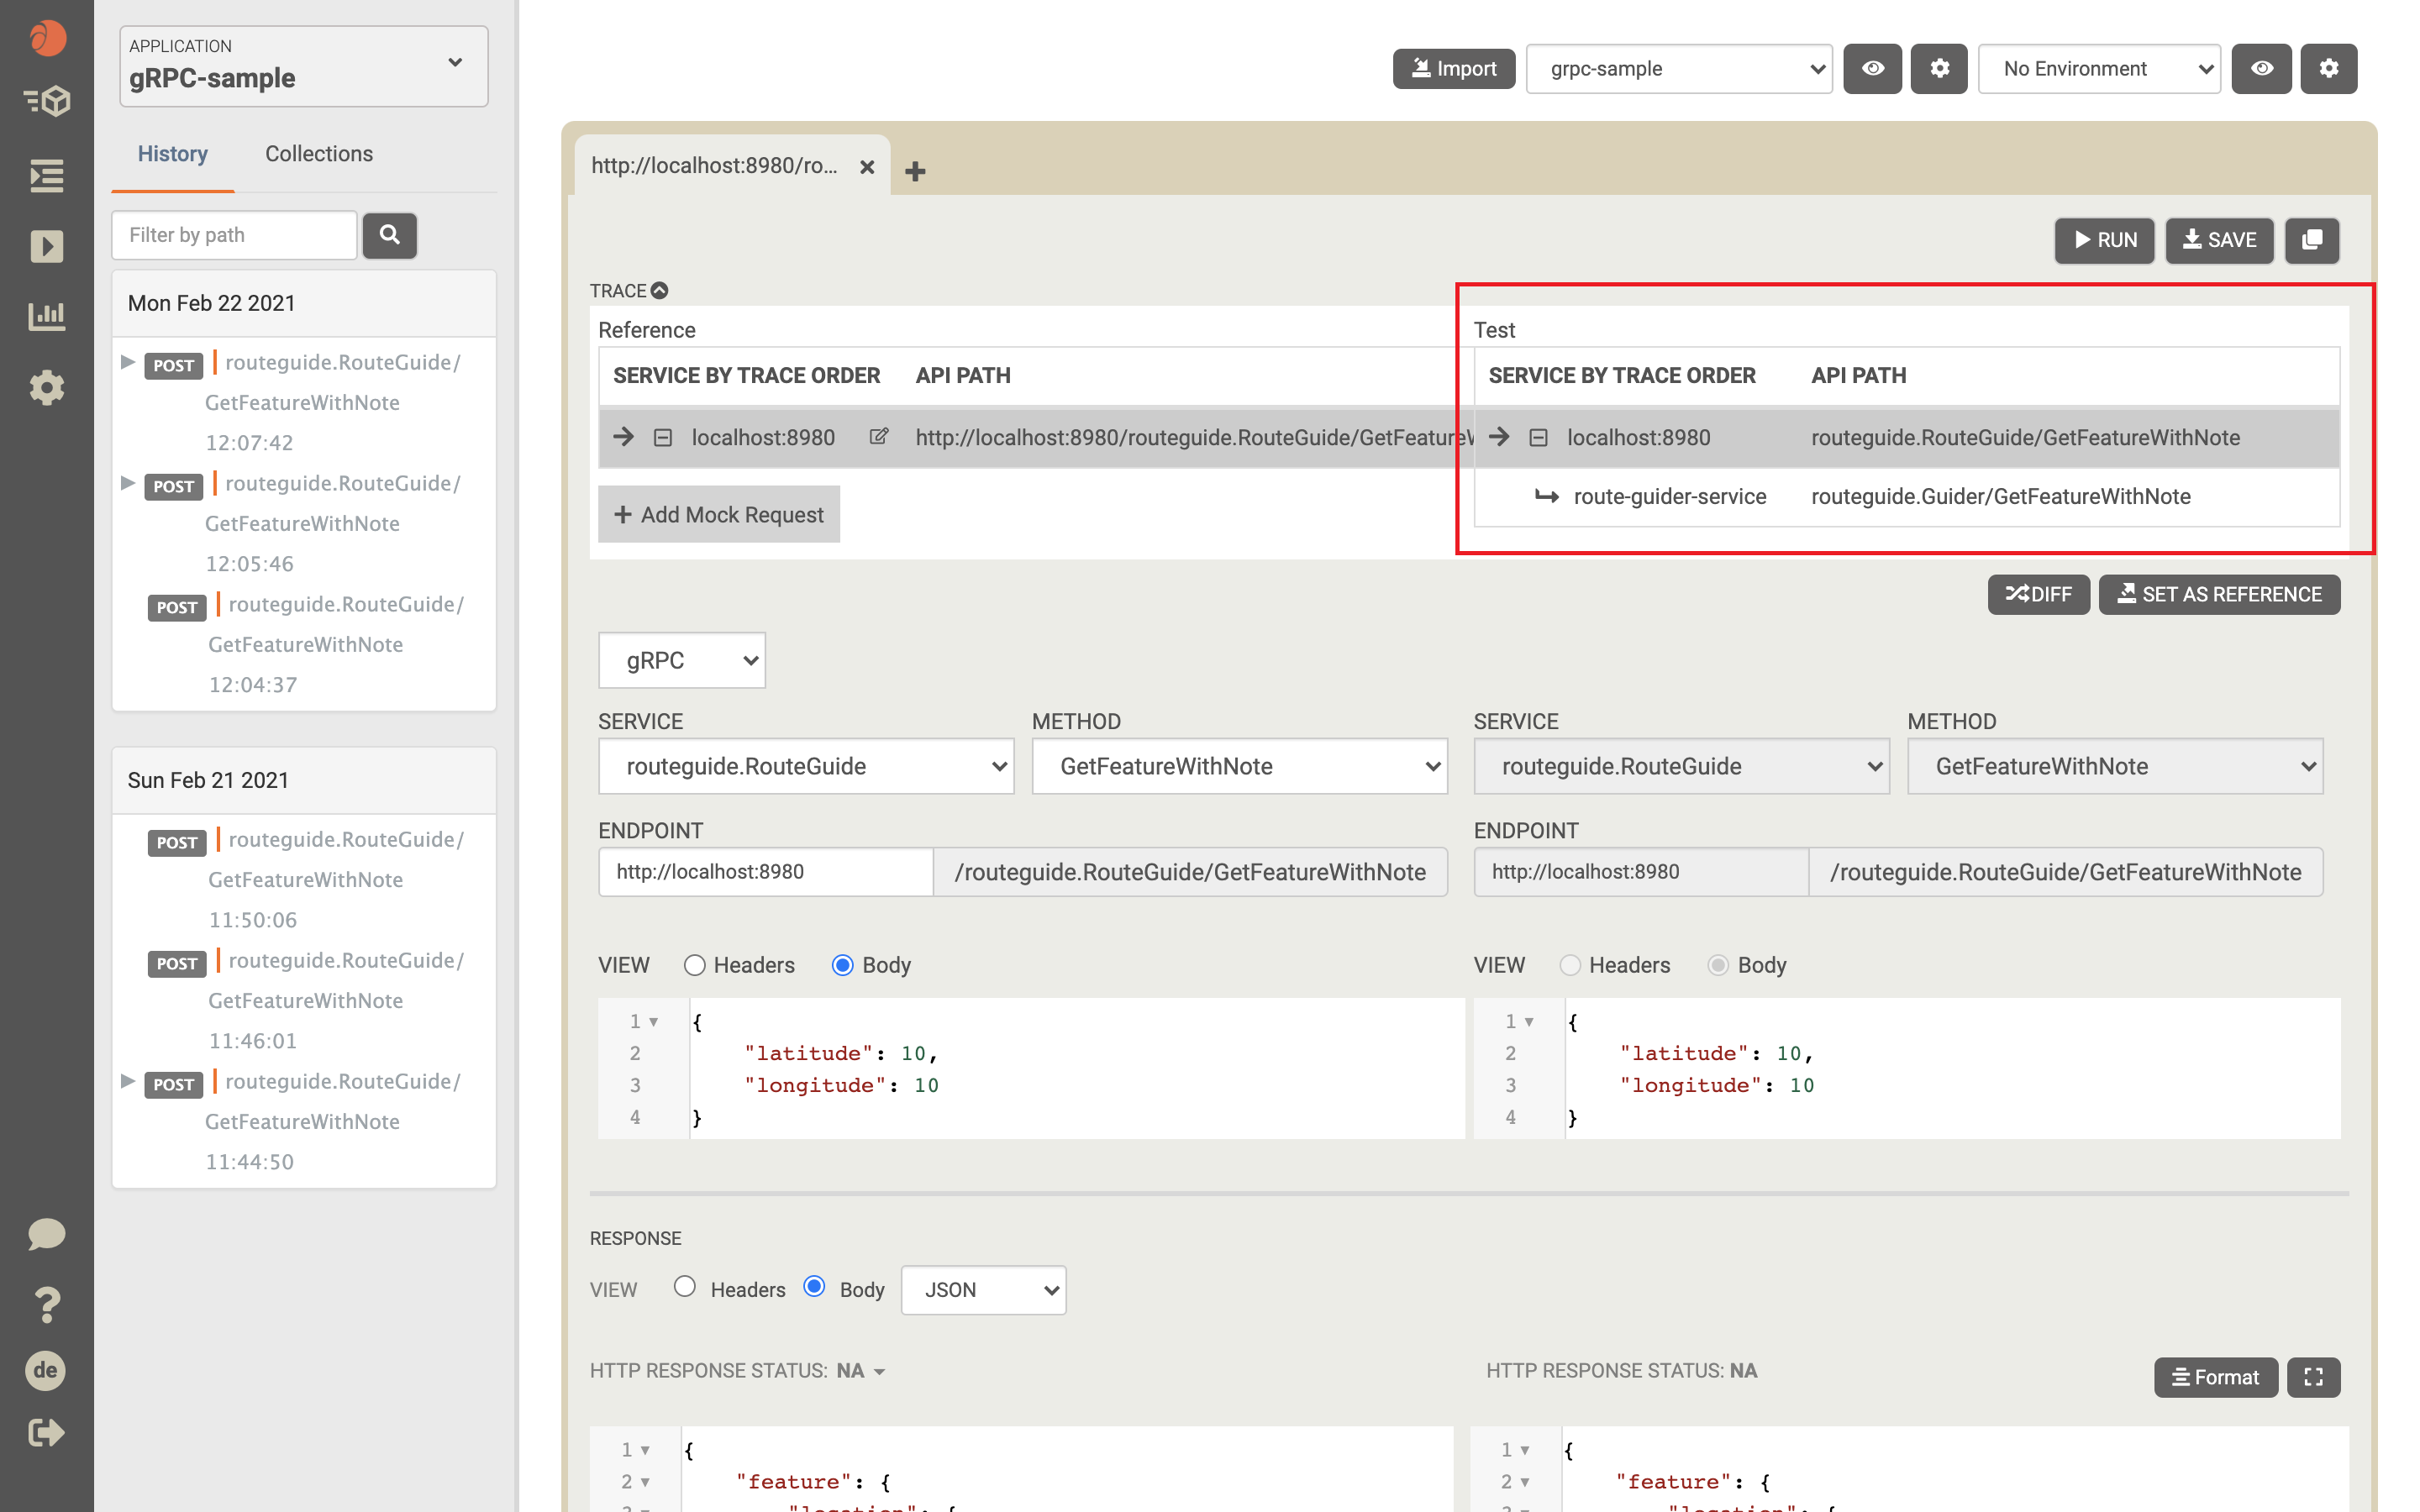 APPLICATION
gRPC-sample
History Collections
Filter by path
Mon Feb 22 2021
POST routeguide.RouteGuide/
GetFeatureWithNote
12:07:42
POST routeguide.RouteGuide/
GetFeatureWithNote
12:05:46
POST routeguide.RouteGuide/
GetFeatureWithNote
12:04:37
Sun Feb 21 2021
POST routeguide.RouteGuide/
GetFeatureWithNote
11:50:06
POST routeguide.RouteGuide/
GetFeatureWithNote
11:46:01
POST routeguide.RouteGuide/
GetFeatureWithNote
11:44:50
de
Import grpc-sample No Environment
http://localhost:8980/ro...
RUN SAVE
TRACE
Reference
SERVICE BY TRACE ORDER API PATH
localhost:8980 http://localhost:8980/routeguide.RouteGuide/GetFeatureW
+ Add Mock Request
Test
SERVICE BY TRACE ORDER API PATH
localhost:8980 routeguide.RouteGuide/GetFeatureWithNote
route-guider-service routeguide.Guider/GetFeatureWithNote
DIFF SET AS REFERENCE
gRPC
SERVICE METHOD
routeguide.RouteGuide GetFeatureWithNote
ENDPOINT
http://localhost:8980 /routeguide.RouteGuide/GetFeatureWithNote
VIEW Headers Body
1 {
2 "latitude": 10,
3 "longitude": 10
4 }
SERVICE METHOD
routeguide.RouteGuide GetFeatureWithNote
ENDPOINT
http://localhost:8980 /routeguide.RouteGuide/GetFeatureWithNote
VIEW Headers Body
1 {
2 "latitude": 10,
3 "longitude": 10
4 }
RESPONSE
VIEW Headers Body JSON
HTTP RESPONSE STATUS: NA
1 {
2 "feature": {
3 "location": {
HTTP RESPONSE STATUS: NA
Format
1 {
2 "feature": {
3 "location": {